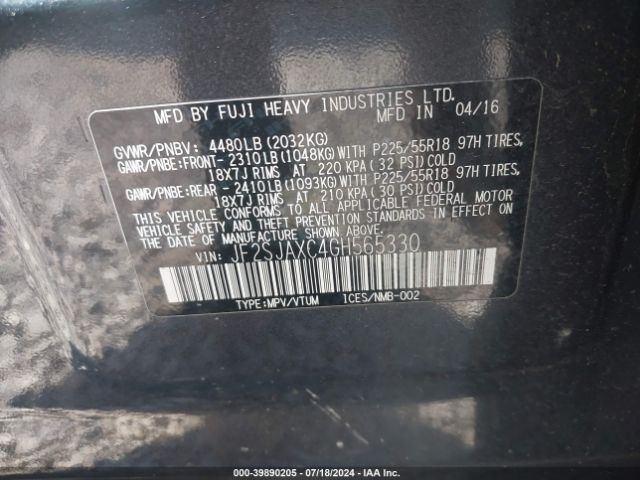 MFD BY FUJI HEAVY INDUSTRIES LTD.
MFD IN 04/16
GVWR/PNBV: 4480LB(2032KG)
GAWR/PNBE:FRONT-2310LB(1048KG)WITH P225/55R18 97H TIRES,
18X7J RIMS AT 220 KPA(32 PSI)COLD
GAWR/PNBE:REAR -2410LB(1093KG)WITH P225/55R18 97H TIRES,
18X7J RIMS AT 210 KPA(30 PSI)COLD
THIS VEHICLE CONFORMS TO ALL APPLICABLE FEDERAL MOTOR
VEHICLE SAFETY AND THEFT PREVENTION STANDARDS IN EFFECT ON
THE DATE OF MANUFACTURE SHOWN ABOVE.
VIN: JF2SJAXC4GH565330
TYPE:MPV/VTUM ICES/NMB-002
000-39890205 - 07/18/2024 - IAA Inc.